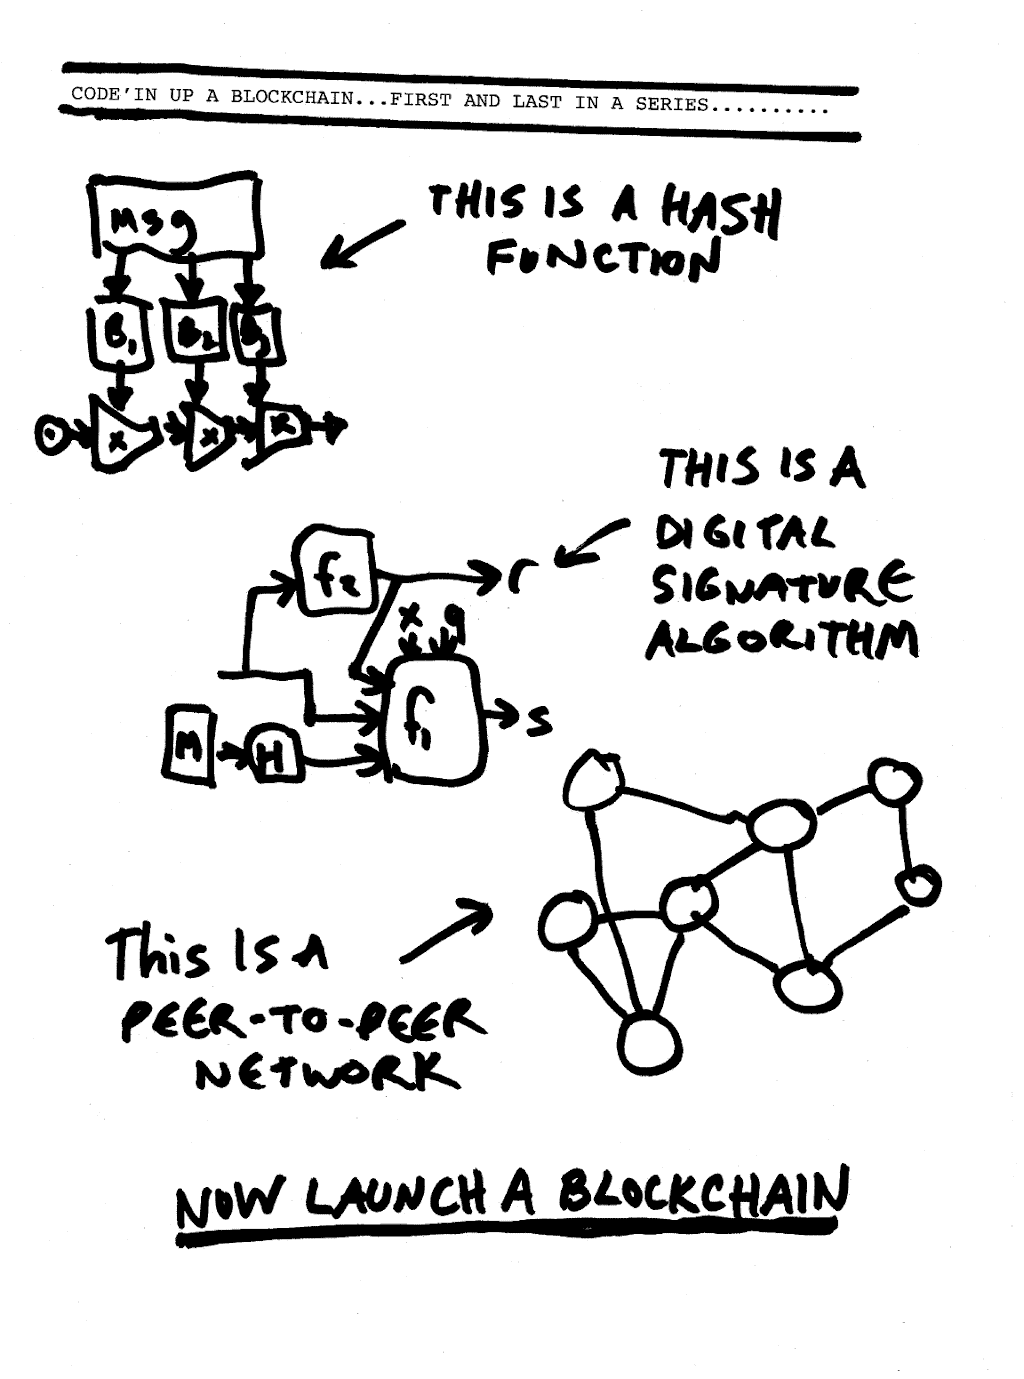 CODE'IN UP A BLOCKCHAIN...FIRST AND LAST IN A SERIES..........
THIS IS A HASH
FUNCTION
Msg
B₁ B₂ B₃
x x x
THIS IS A
DIGITAL
SIGNATURE
ALGORITHM
f₂
r
x q
f₁
s
M
H
This IS A
PEER-TO-PEER
NETWORK
NOW LAUNCH A BLOCKCHAIN